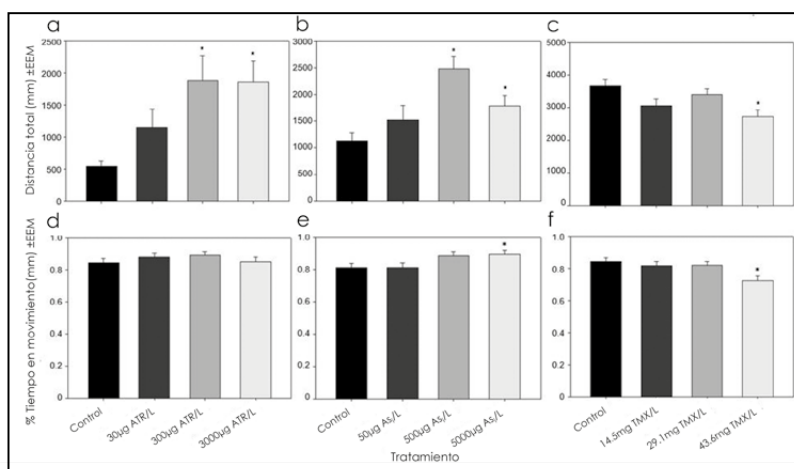 a
b
c
Distancia total (mm) ±EEM
2500
2000
1500
1000
500
0
*
*
3000
2500
2000
1500
1000
500
0
*
*
5000
4000
3000
2000
1000
0
*
d
e
f
% Tiempo en movimiento(mm) ±EEM
1.0
0.8
0.6
0.4
0.2
0
1.0
0.8
0.6
0.4
0.2
0
*
1.0
0.8
0.6
0.4
0.2
0
*
Control
30µg ATR/L
300µg ATR/L
3000µg ATR/L
Control
50µg As/L
500µg As/L
5000µg As/L
Control
14.5mg TMX/L
29.1mg TMX/L
43.6mg TMX/L
Tratamiento